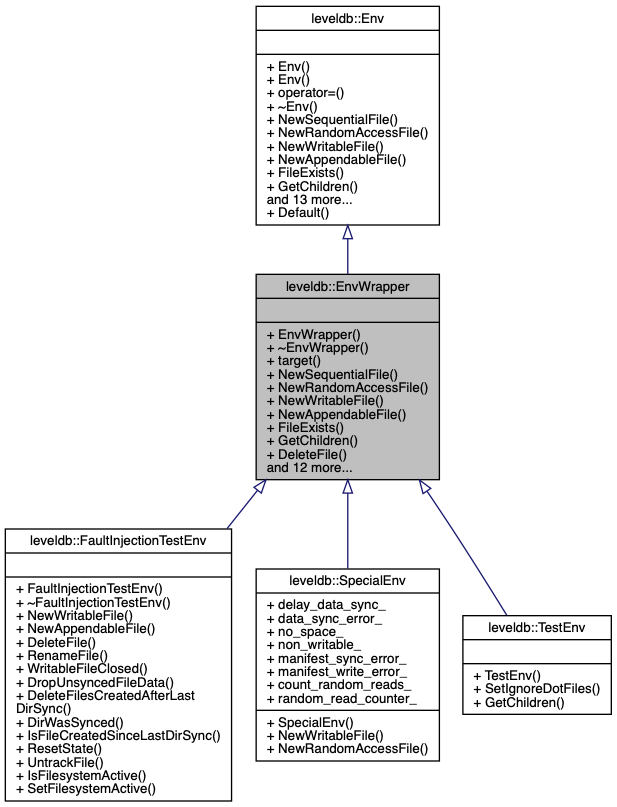 leveldb::Env
+ Env()
+ Env()
+ operator=()
+ ~Env()
+ NewSequentialFile()
+ NewRandomAccessFile()
+ NewWritableFile()
+ NewAppendableFile()
+ FileExists()
+ GetChildren()
and 13 more...
+ Default()
leveldb::EnvWrapper
+ EnvWrapper()
+ ~EnvWrapper()
+ target()
+ NewSequentialFile()
+ NewRandomAccessFile()
+ NewWritableFile()
+ NewAppendableFile()
+ FileExists()
+ GetChildren()
+ DeleteFile()
and 12 more...
leveldb::FaultInjectionTestEnv
+ FaultInjectionTestEnv()
+ ~FaultInjectionTestEnv()
+ NewWritableFile()
+ NewAppendableFile()
+ DeleteFile()
+ RenameFile()
+ WritableFileClosed()
+ DropUnsyncedFileData()
+ DeleteFilesCreatedAfterLast
DirSync()
+ DirWasSynced()
+ IsFileCreatedSinceLastDirSync()
+ ResetState()
+ UntrackFile()
+ IsFilesystemActive()
+ SetFilesystemActive()
leveldb::SpecialEnv
+ delay_data_sync_
+ data_sync_error_
+ no_space_
+ non_writable_
+ manifest_sync_error_
+ manifest_write_error_
+ count_random_reads_
+ random_read_counter_
+ SpecialEnv()
+ NewWritableFile()
+ NewRandomAccessFile()
leveldb::TestEnv
+ TestEnv()
+ SetIgnoreDotFiles()
+ GetChildren()